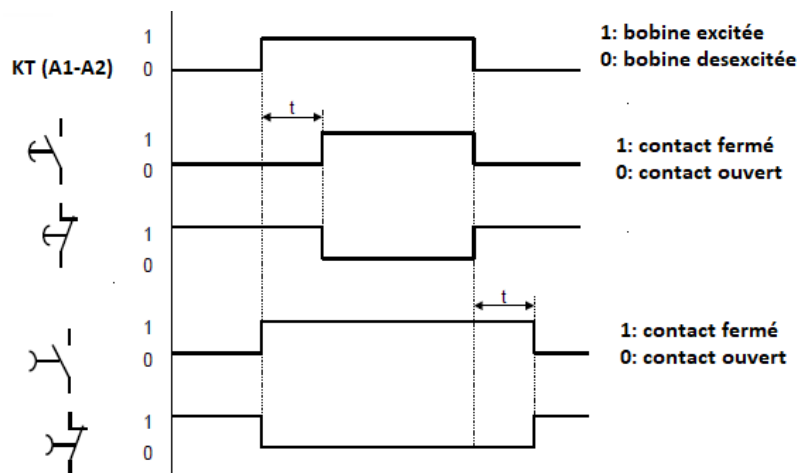 1
KT (A1-A2)
0
1: bobine excitée
0: bobine desexcitée
t
1
0
1: contact fermé
0: contact ouvert
1
0
t
1
0
1: contact fermé
0: contact ouvert
1
0